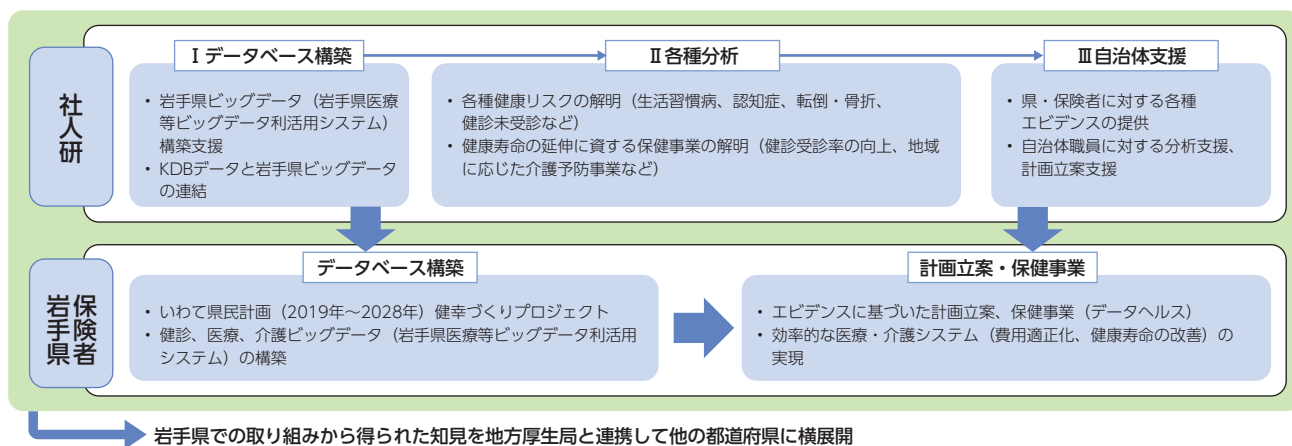 社人研
Ⅰデータベース構築
・岩手県ビッグデータ（岩手県医療
等ビッグデータ利活用システム）
構築支援
・KDBデータと岩手県ビッグデータ
の連結
Ⅱ各種分析
・各種健康リスクの解明（生活習慣病、認知症、転倒・骨折、
健診未受診など）
・健康寿命の延伸に資する保健事業の解明（健診受診率の向上、地域
に応じた介護予防事業など）
Ⅲ自治体支援
・県・保険者に対する各種
エビデンスの提供
・自治体職員に対する分析支援、
計画立案支援
保険者
岩手県
データベース構築
・いわて県民計画（2019年～2028年）健幸づくりプロジェクト
・健診、医療、介護ビッグデータ（岩手県医療等ビッグデータ利活用
システム）の構築
計画立案・保健事業
・エビデンスに基づいた計画立案、保健事業（データヘルス）
・効率的な医療・介護システム（費用適正化、健康寿命の改善）の
実現
岩手県での取り組みから得られた知見を地方厚生局と連携して他の都道府県に横展開